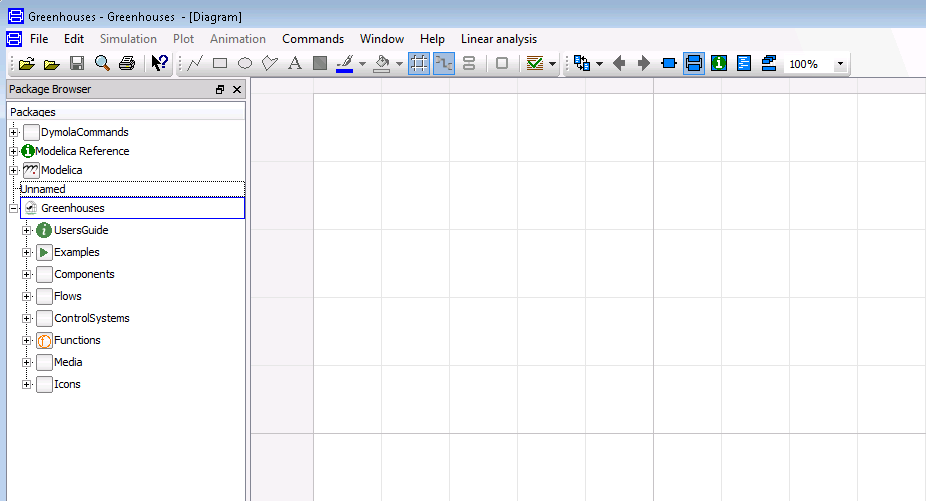 Greenhouses - Greenhouses - [Diagram]
File Edit Simulation Plot Animation Commands Window Help Linear analysis
100%
Package Browser
Packages
DymolaCommands
Modelica Reference
Modelica
Unnamed
Greenhouses
UsersGuide
Examples
Components
Flows
ControlSystems
Functions
Media
Icons